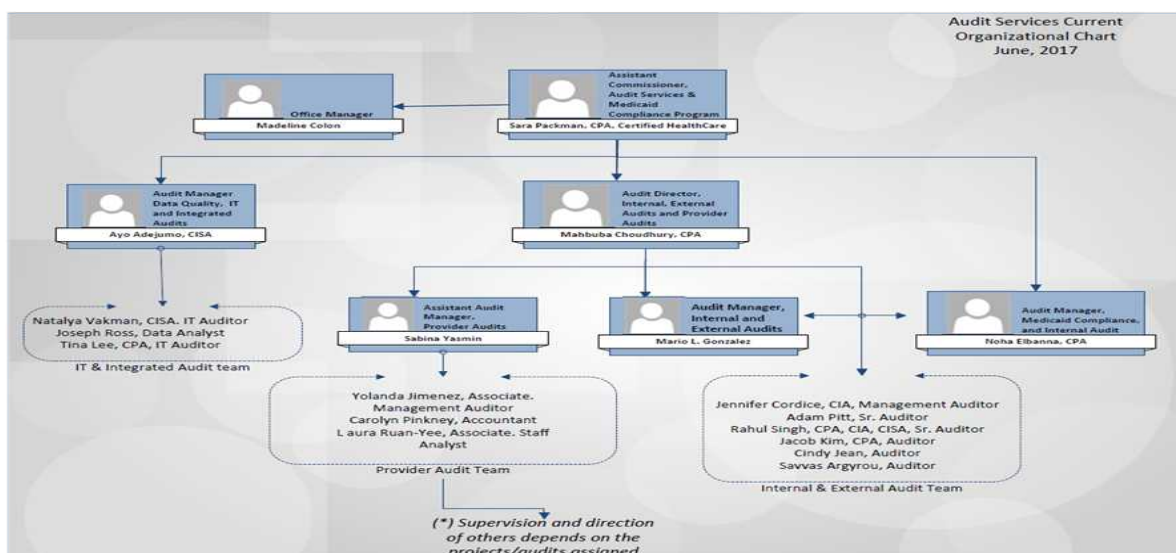 Audit Services Current
Organizational Chart
June, 2017
Assistant
Commissioner,
Audit Services &
Medicaid
Compliance Program
Sara Packman, CPA, Certified HealthCare
Office Manager
Madeline Colon
Audit Manager
Data Quality, IT
and Integrated
Audits
Ayo Adejumo, CISA
Audit Director,
Internal, External
Audits and Provider
Audits
Mahbuba Choudhury, CPA
Assistant Audit
Manager,
Provider Audits
Sabina Yasmin
Audit Manager,
Internal and
External Audits
Mario L. Gonzalez
Audit Manager,
Medicaid Compliance,
and Internal Audit
Noha Elbanna, CPA
Natalya Vakman, CISA. IT Auditor
Joseph Ross, Data Analyst
Tina Lee, CPA, IT Auditor
IT & Integrated Audit team
Yolanda Jimenez, Associate.
Management Auditor
Carolyn Pinkney, Accountant
Laura Ruan-Yee, Associate. Staff
Analyst
Provider Audit Team
Jennifer Cordice, CIA, Management Auditor
Adam Pitt, Sr. Auditor
Rahul Singh, CPA, CIA, CISA, Sr. Auditor
Jacob Kim, CPA, Auditor
Cindy Jean, Auditor
Savvas Argyrou, Auditor
Internal & External Audit Team
(*) Supervision and direction
of others depends on the
projects/audits assigned